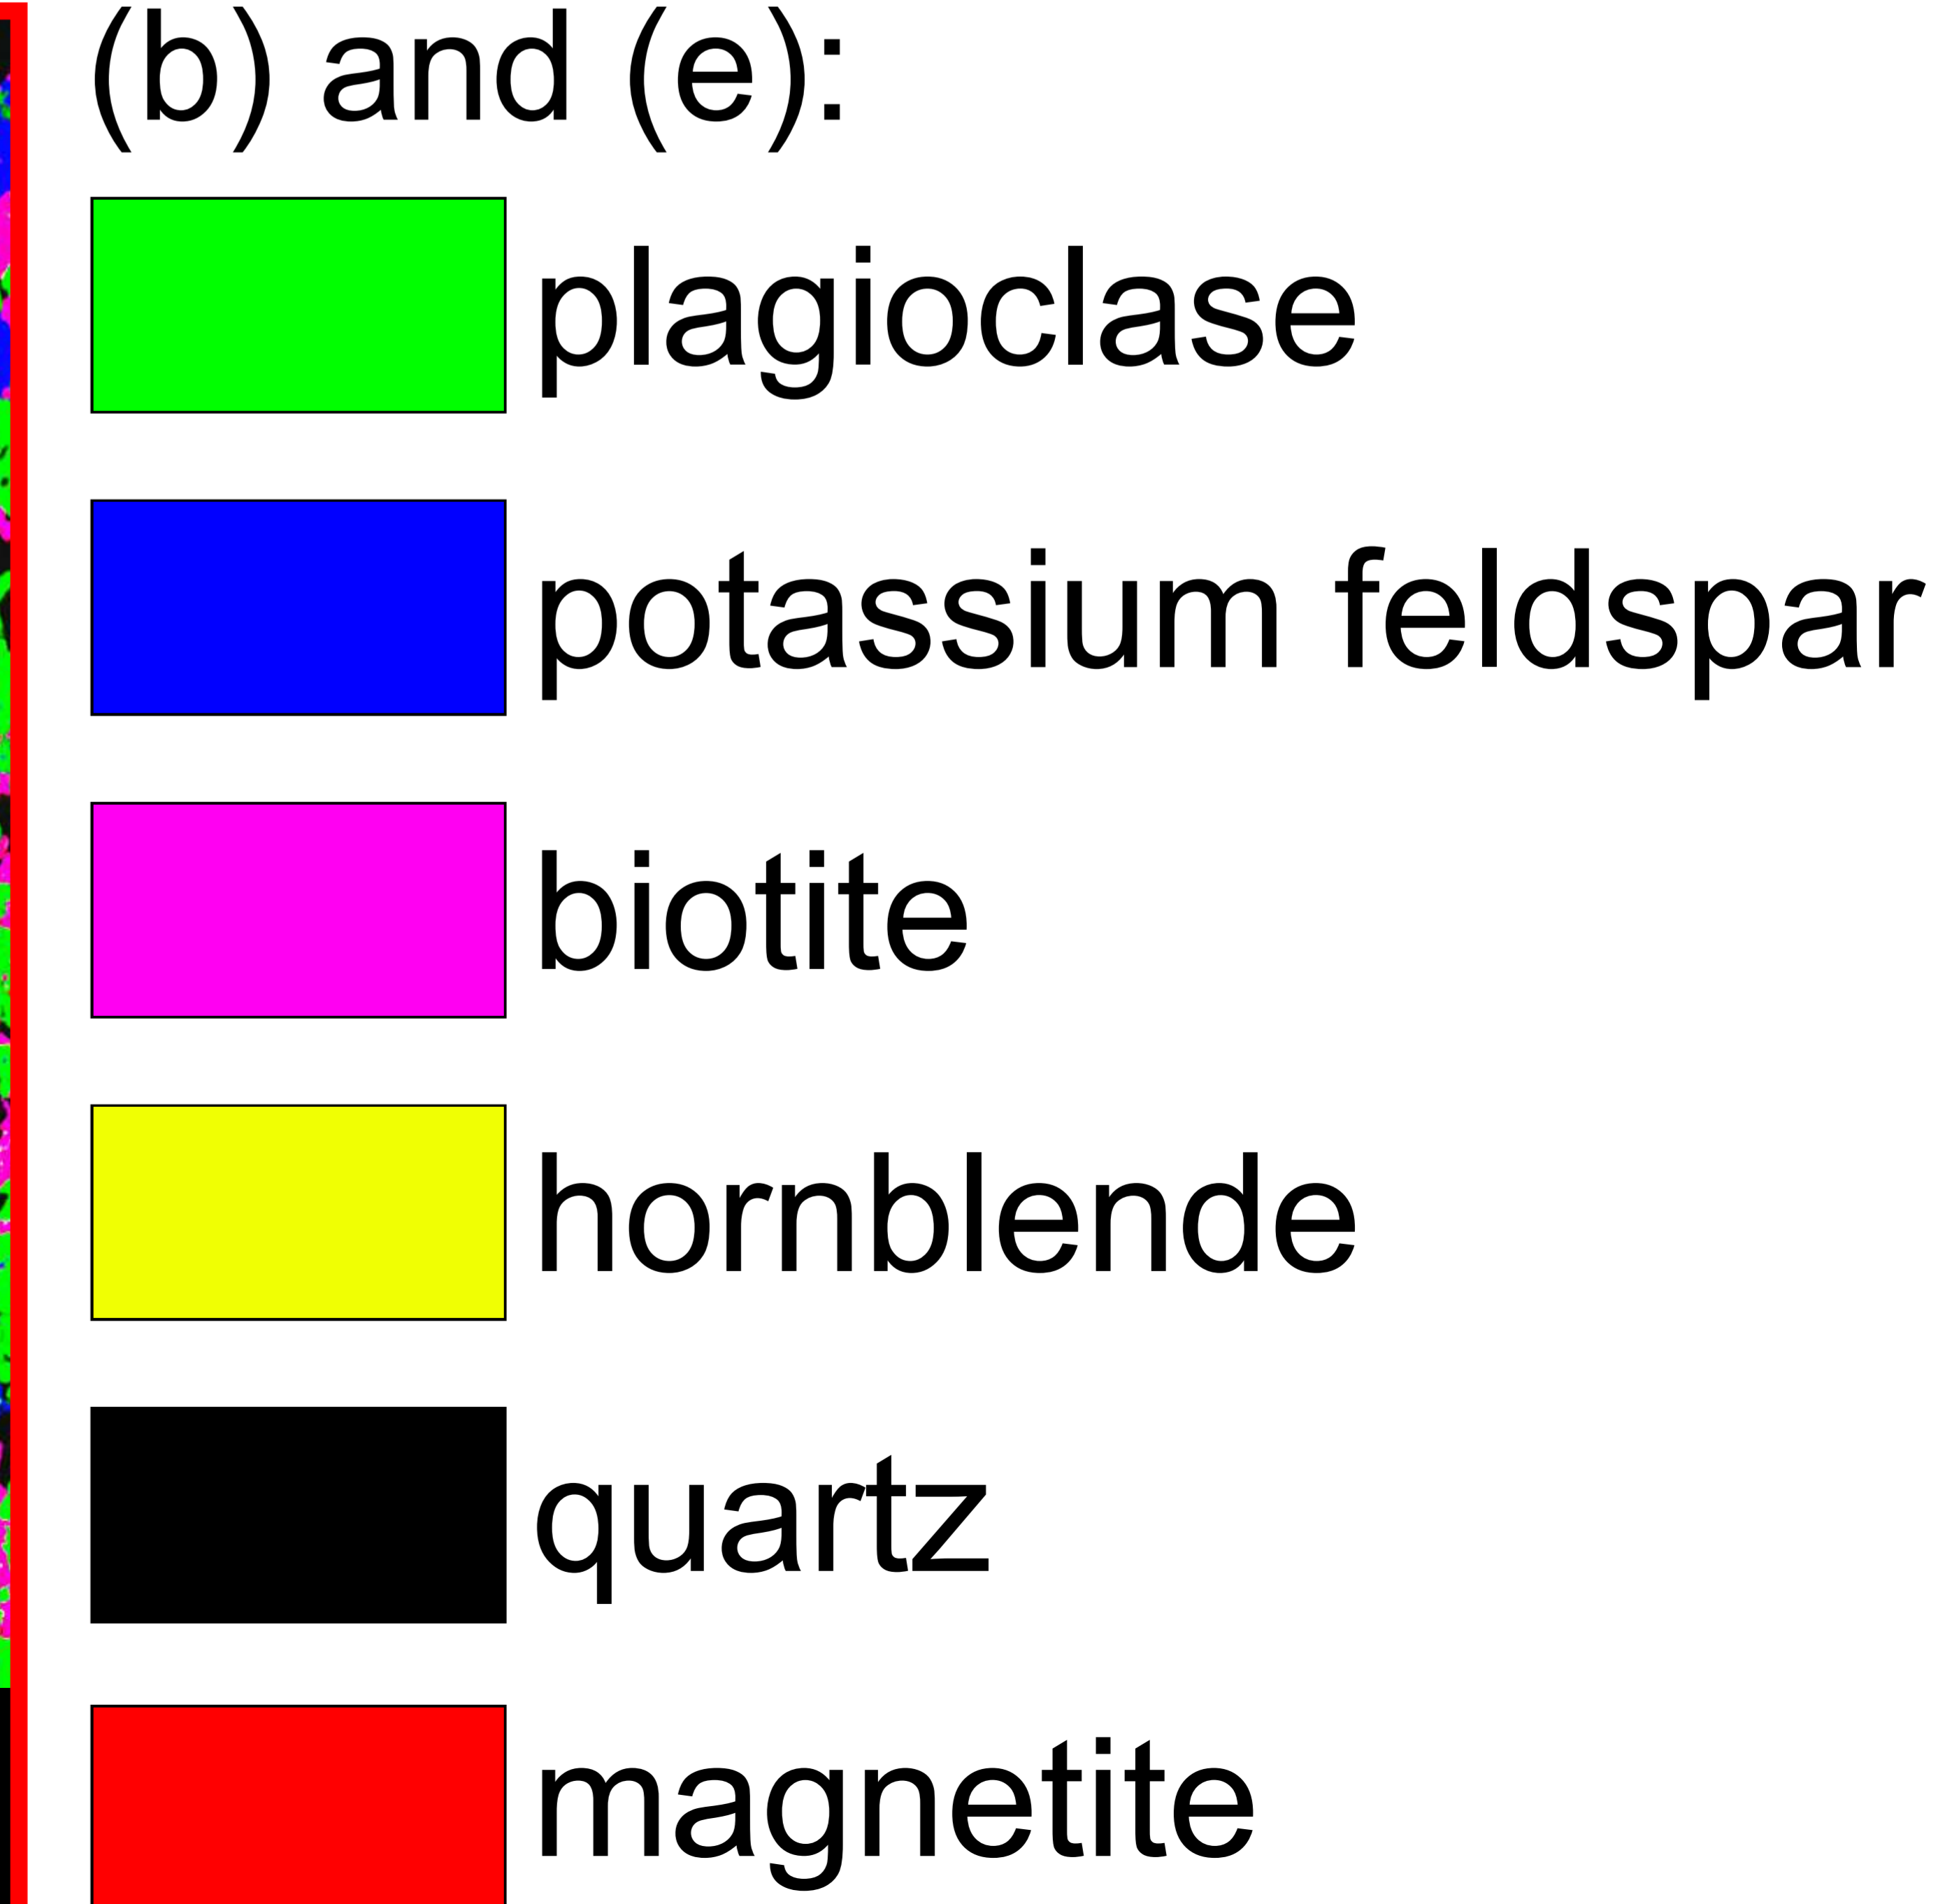 (b) and (e):
plagioclase
potassium feldspar
biotite
hornblende
quartz
magnetite